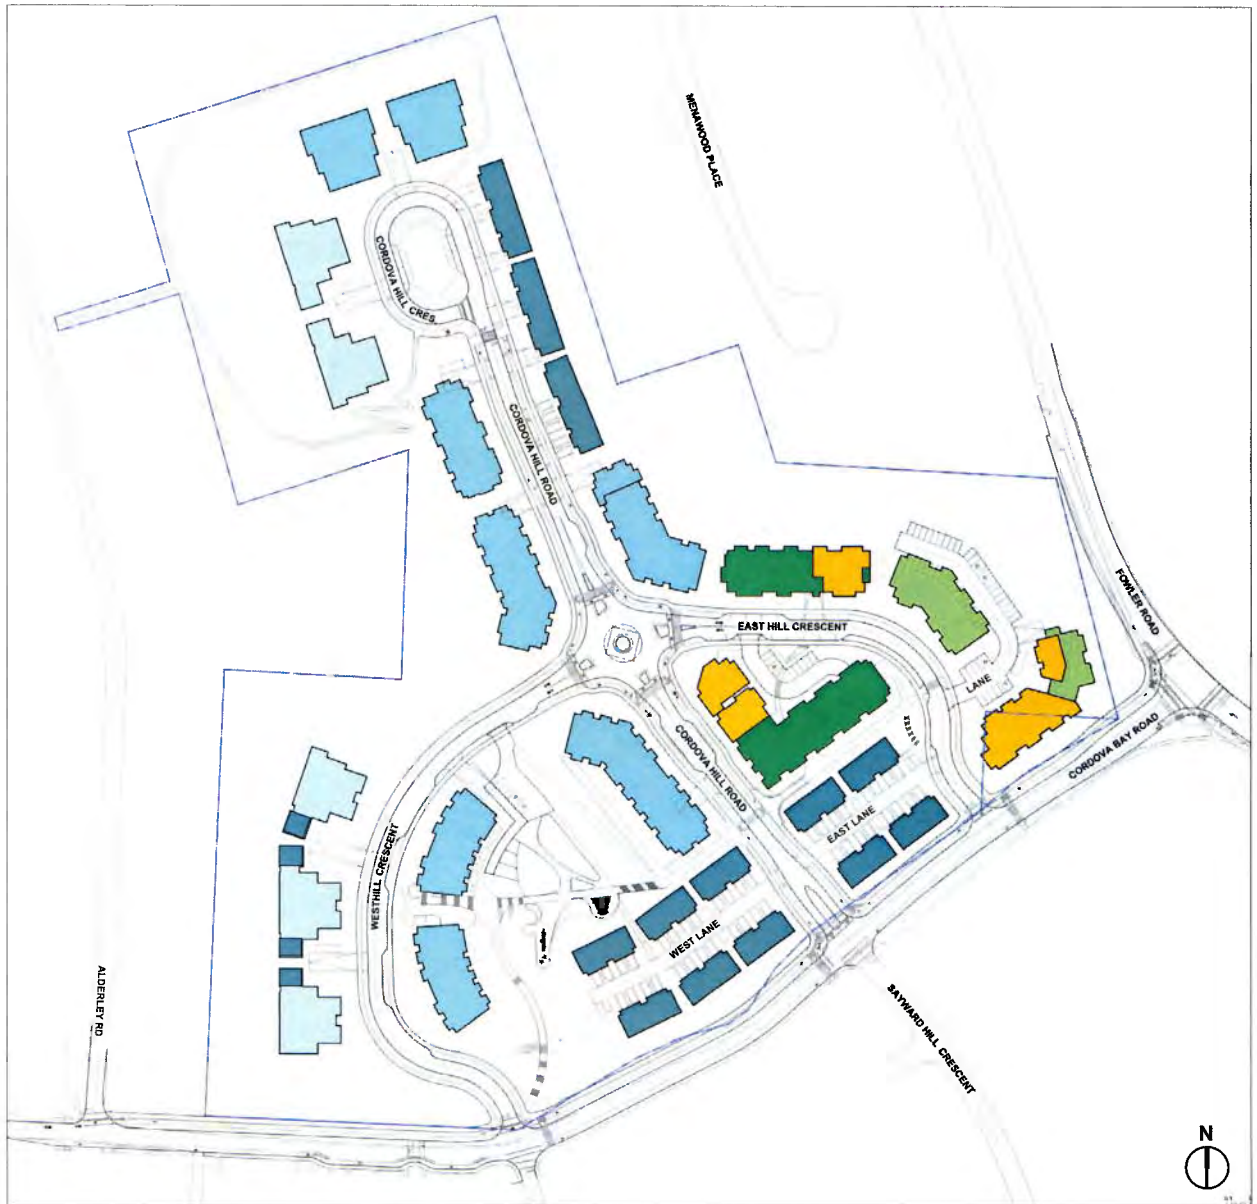 MENAWOOD PLACE
CORDOVA HILL CRES
CORDOVA HILL ROAD
FOWLER ROAD
EAST HILL CRESCENT
LANE
CORDOVA BAY ROAD
CORDOVA HILL ROAD
EAST LANE
WESTHILL CRESCENT
WEST LANE
ALDERLEY RD
SAYWARD HILL CRESCENT
N